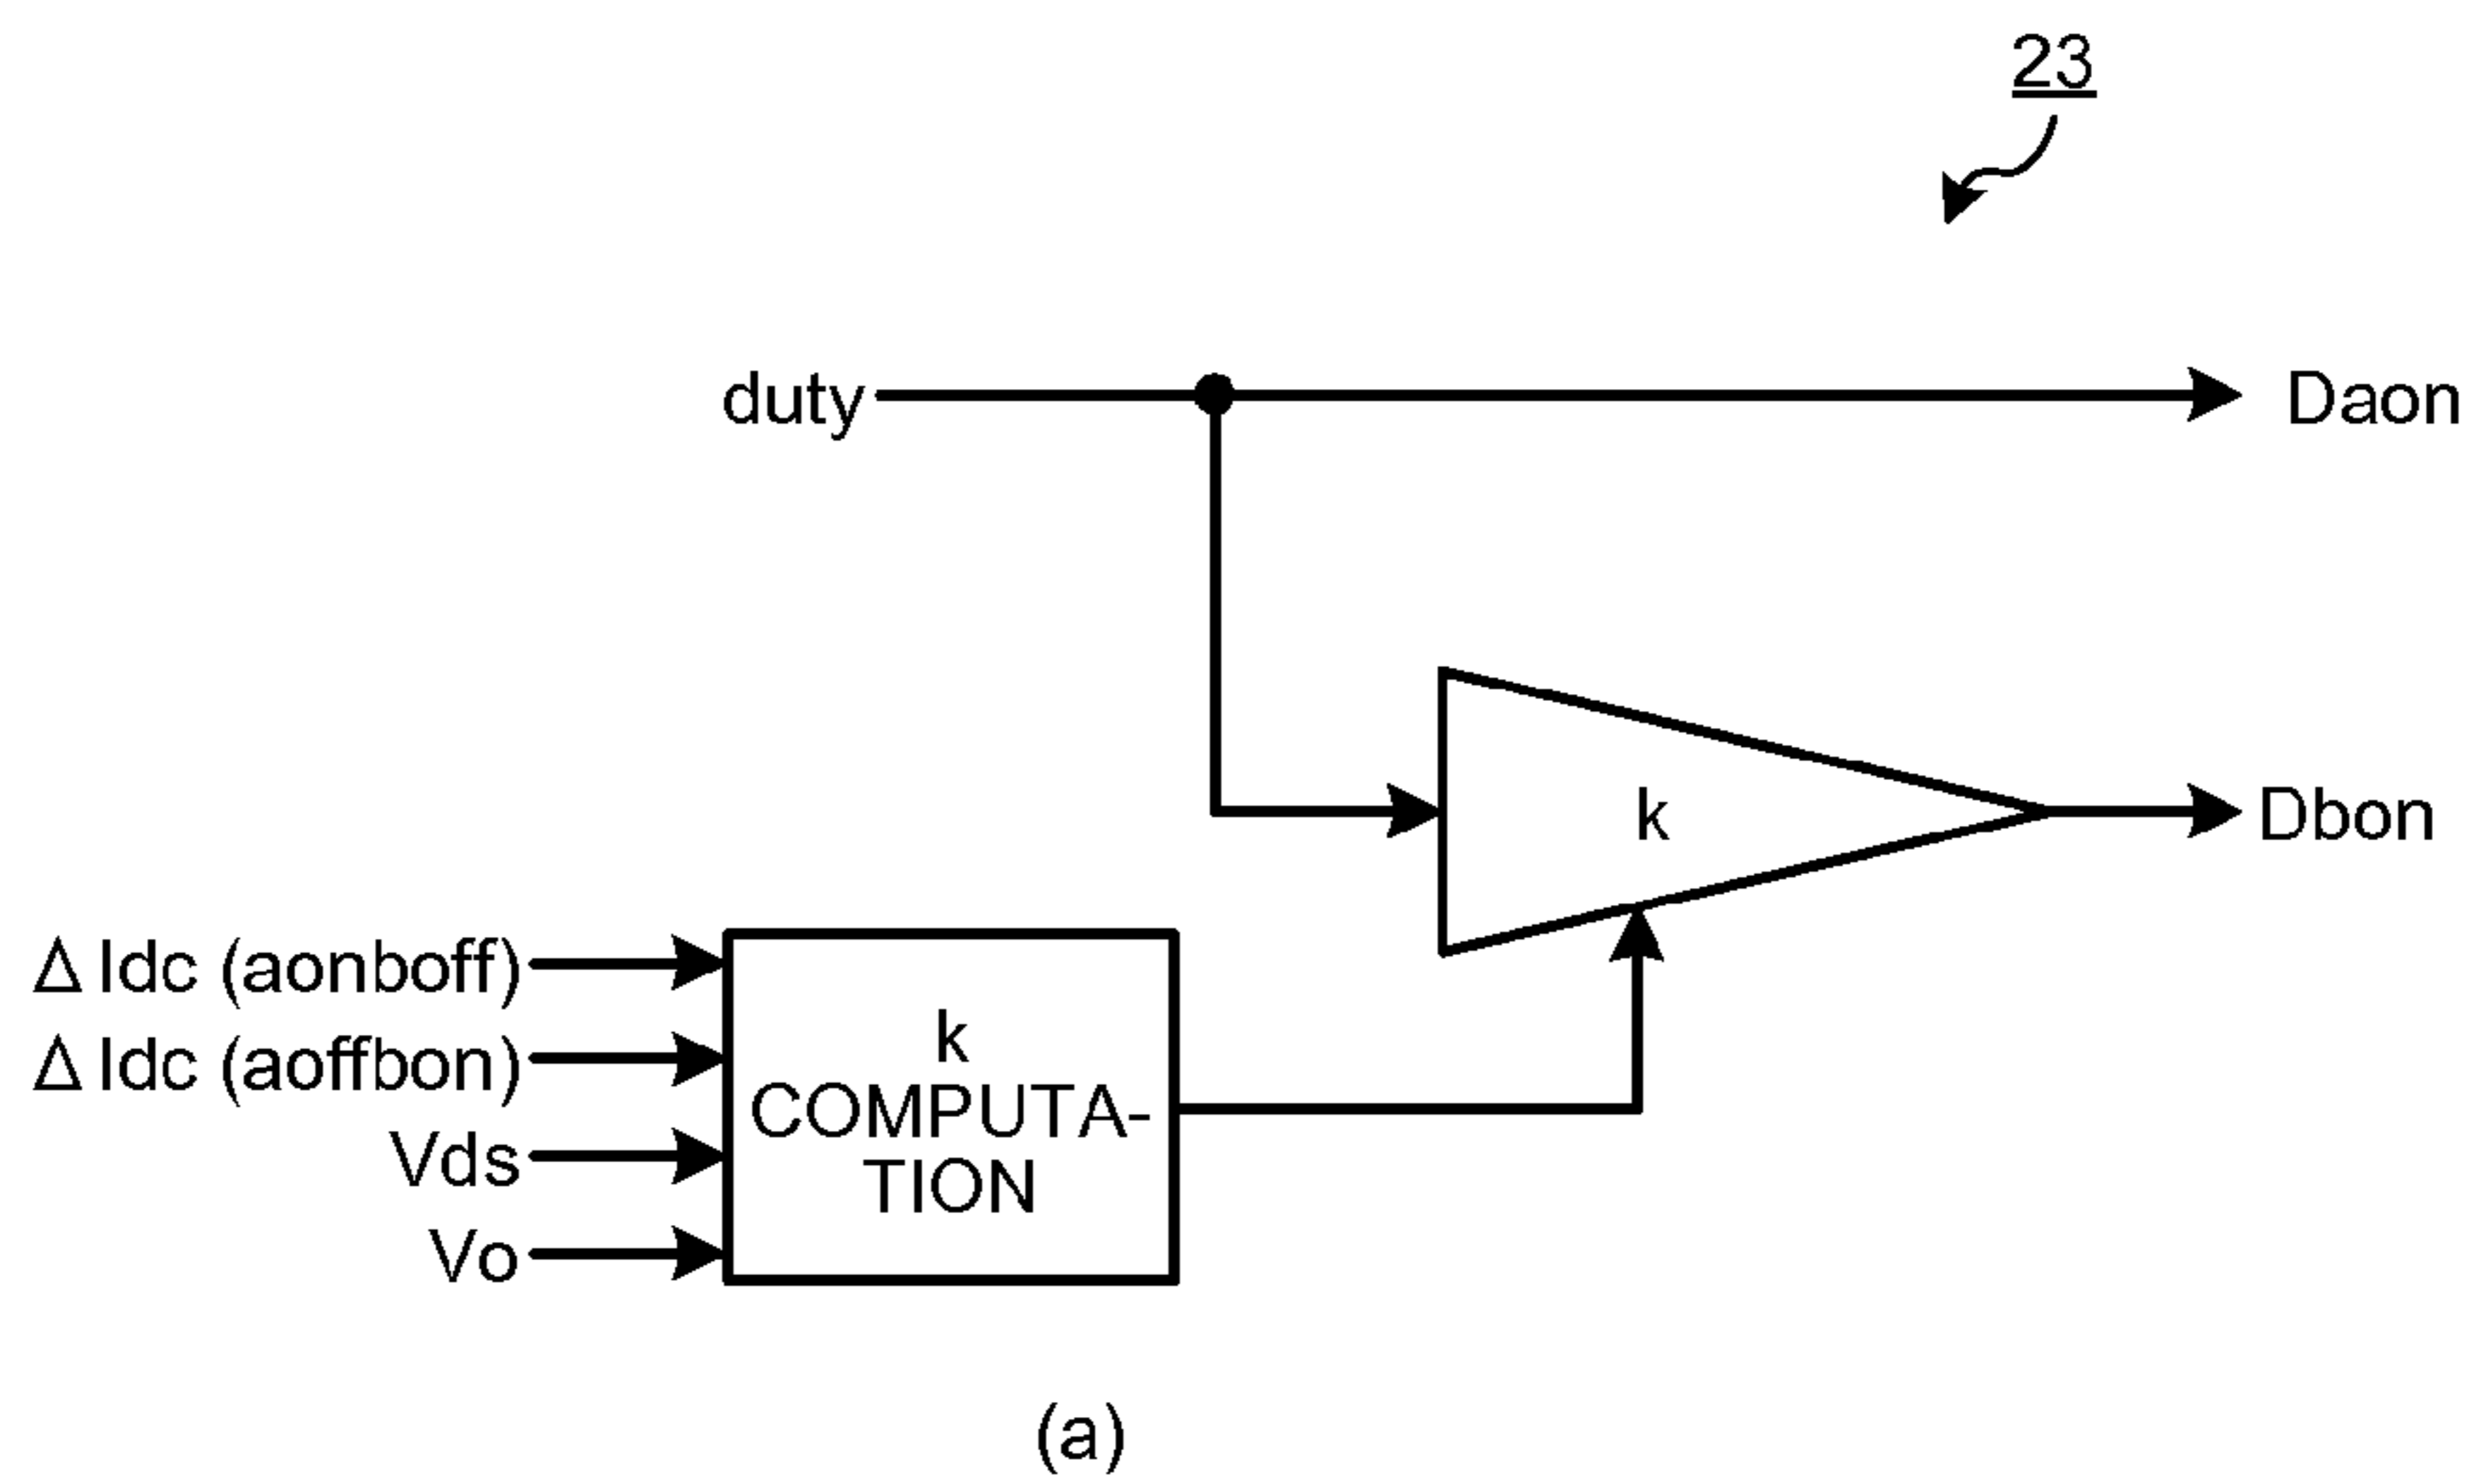 23
duty
Daon
k
Dbon
Δ Idc (aonboff)
Δ Idc (aoffbon)
Vds
Vo
k
COMPUTA-
TION
(a)